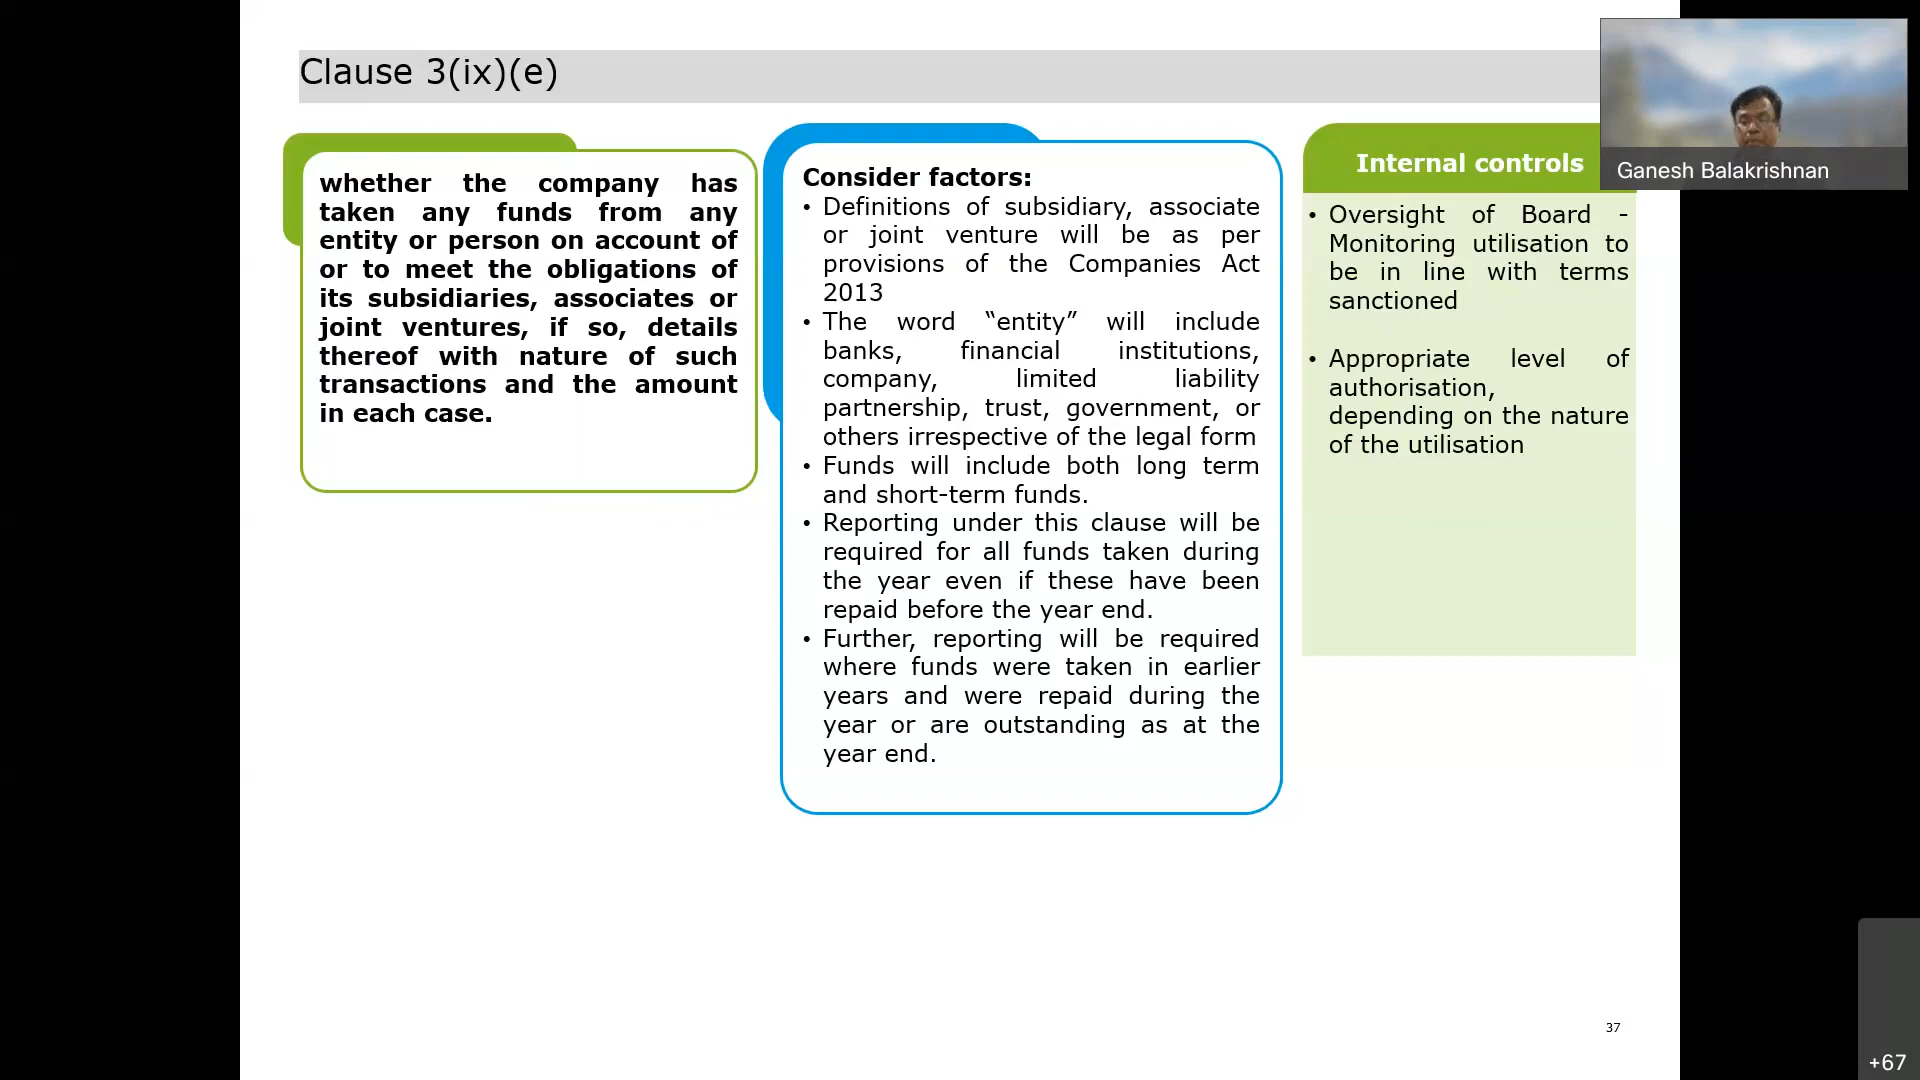 Clause 3(ix)(e)
whether the company has
taken any funds from any
entity or person on account of
or to meet the obligations of
its subsidiaries, associates or
joint ventures, if so, details
thereof with nature of such
transactions and the amount
in each case.
Consider factors:
• Definitions of subsidiary, associate
or joint venture will be as per
provisions of the Companies Act
2013
• The word “entity” will include
banks, financial institutions,
company, limited liability
partnership, trust, government, or
others irrespective of the legal form
• Funds will include both long term
and short-term funds.
• Reporting under this clause will be
required for all funds taken during
the year even if these have been
repaid before the year end.
• Further, reporting will be required
where funds were taken in earlier
years and were repaid during the
year or are outstanding as at the
year end.
Internal controls
• Oversight of Board -
Monitoring utilisation to
be in line with terms
sanctioned
• Appropriate level of
authorisation,
depending on the nature
of the utilisation
Ganesh Balakrishnan
37
+67